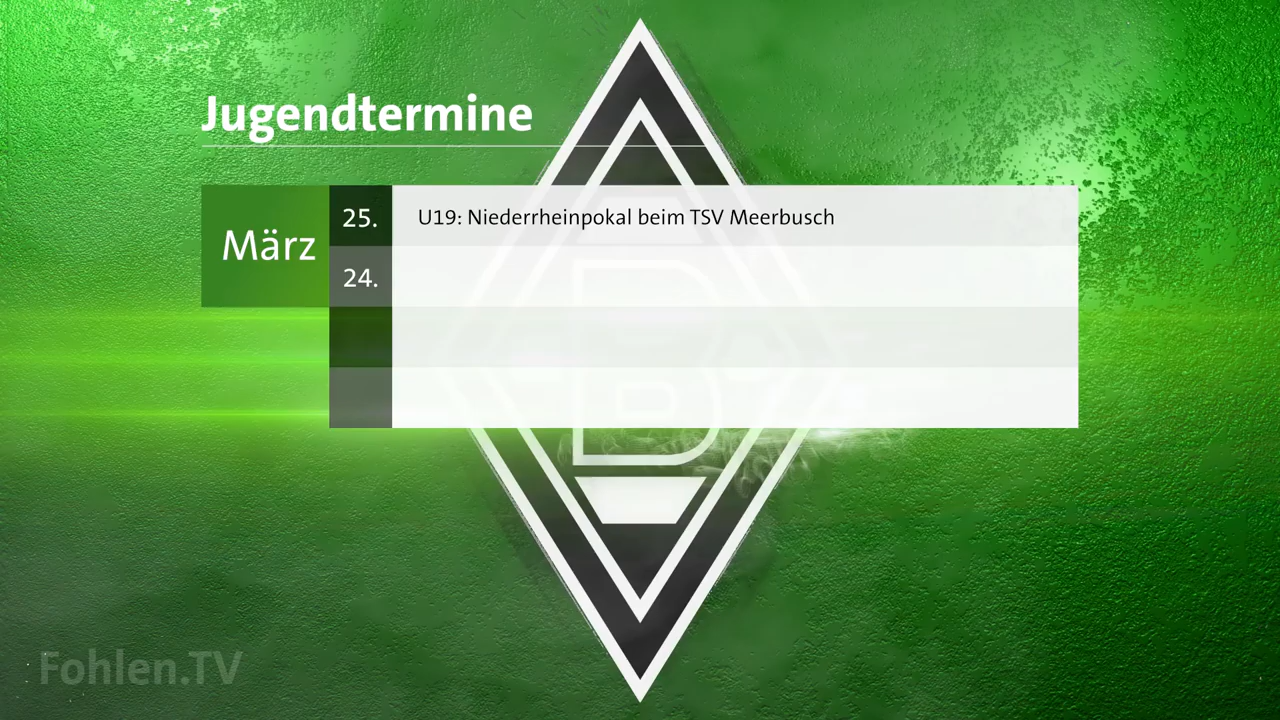 Jugendtermine
März
25.
U19: Niederrheinpokal beim TSV Meerbusch
24.
B
Fohlen.TV